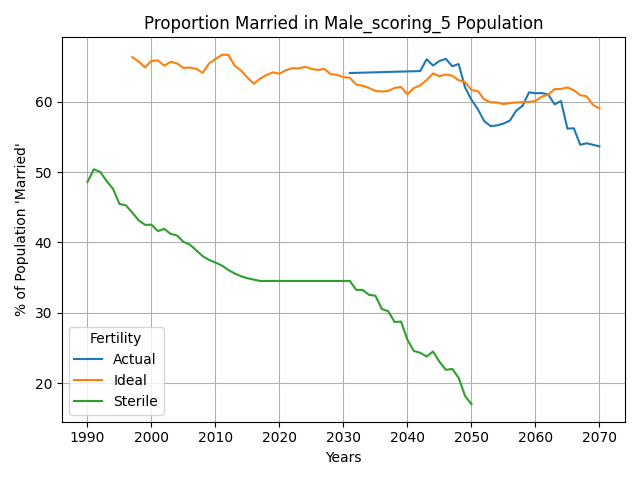 Proportion Married in Male_scoring_5 Population
% of Population 'Married'
60
50
40
30
20
Fertility
Actual
Ideal
Sterile
1990 2000 2010 2020 2030 2040 2050 2060 2070
Years